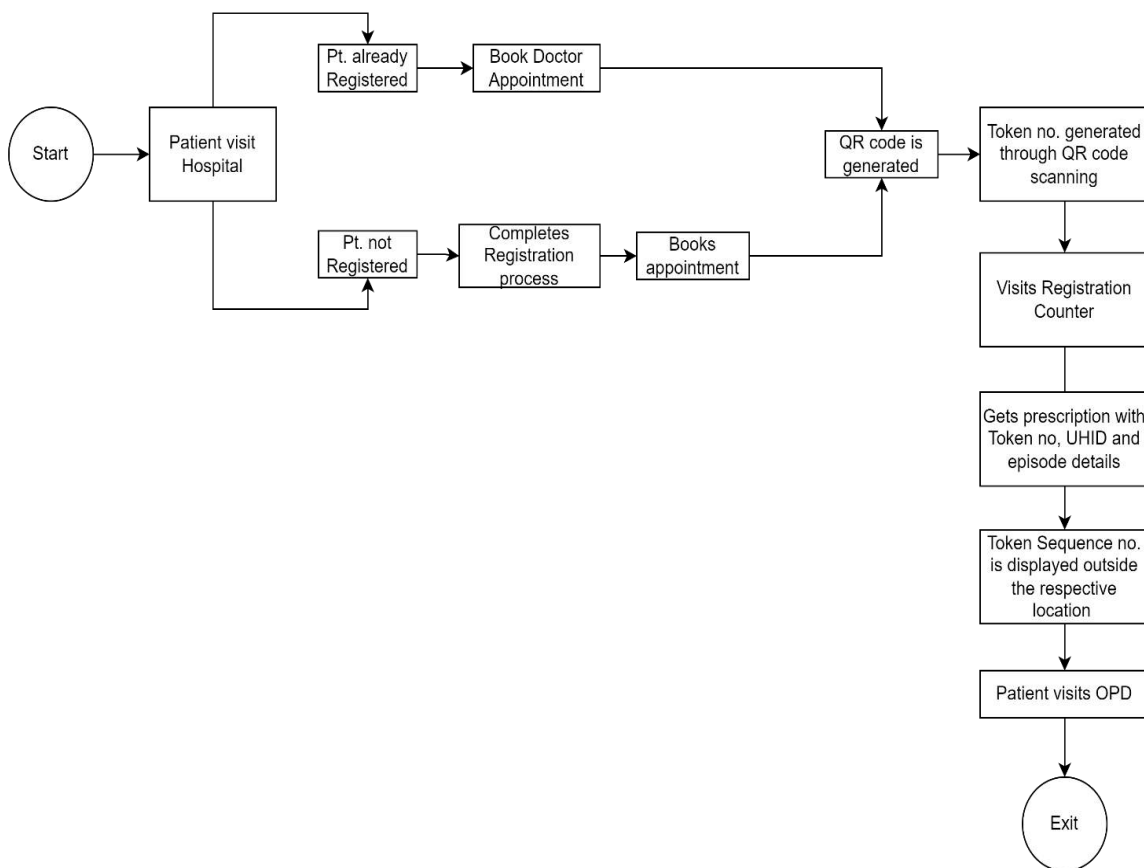 Start
Patient visit
Hospital
Pt. already
Registered
Book Doctor
Appointment
Pt. not
Registered
Completes
Registration
process
Books
appointment
QR code is
generated
Token no. generated
through QR code
scanning
Visits Registration
Counter
Gets prescription with
Token no, UHID and
episode details
Token Sequence no.
is displayed outside
the respective
location
Patient visits OPD
Exit